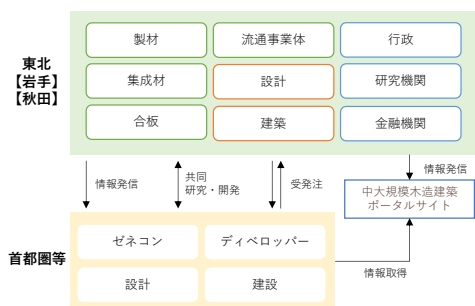 製材
流通事業体
行政
東北
【岩手】
【秋田】
集成材
設計
研究機関
合板
建築
金融機関
情報発信
共同
研究・開発
受発注
情報発信
中大規模木造建築
ポータルサイト
首都圏等
ゼネコン
ディベロッパー
設計
建設
情報取得